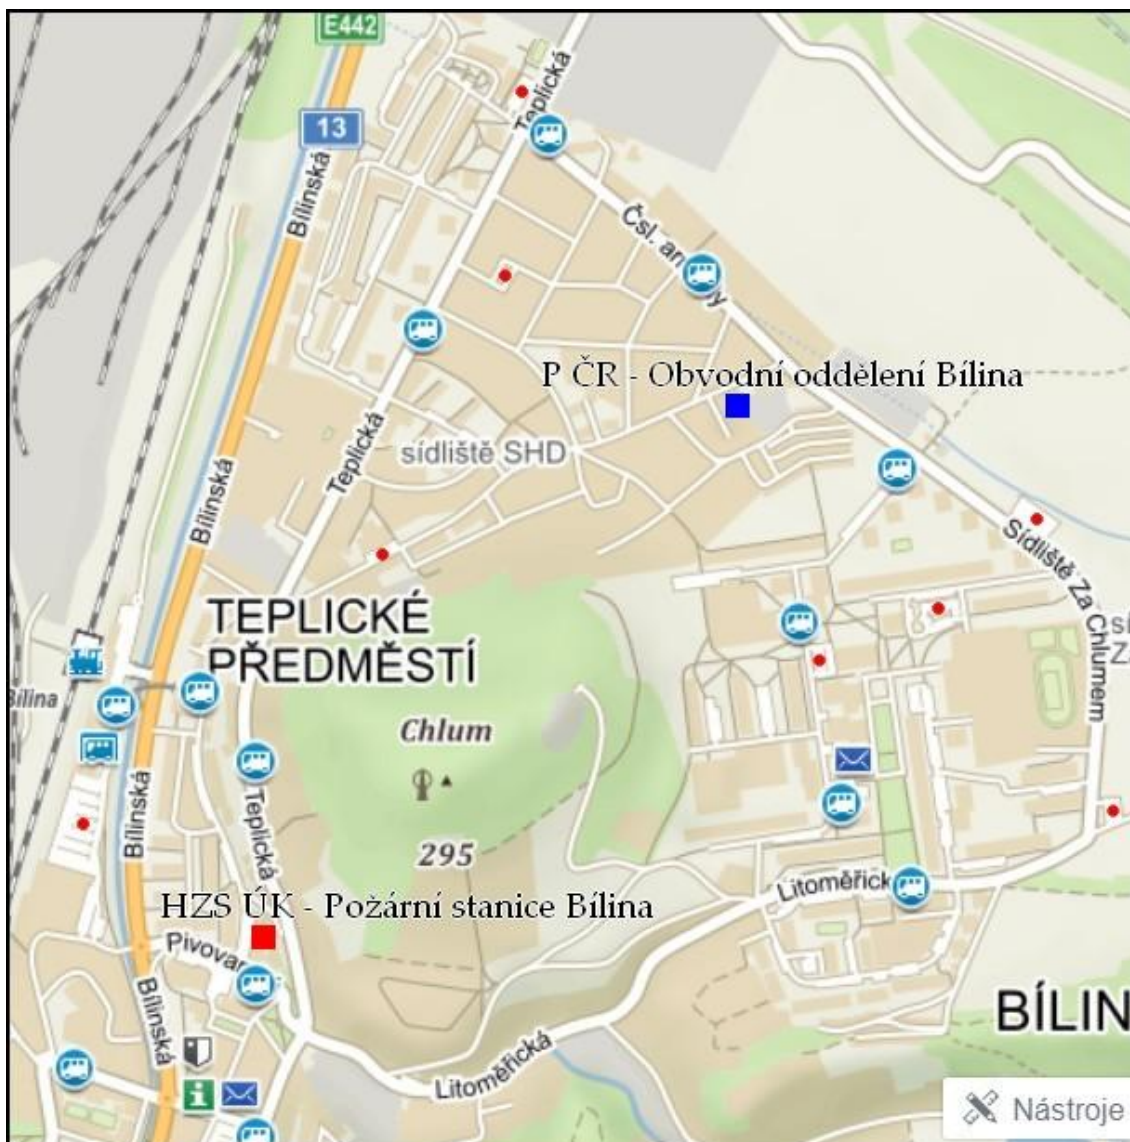 E442
Teplická
13
Bílinská
Čsl. armády
P ČR - Obvodní oddělení Bílina
Teplická
sídliště SHD
Bílinská
Sídliště Za Chlumem
TEPLICKÉ
PŘEDMĚSTÍ
Bílina
Chlum
Teplická
Bílinská
295
Litoměřick
HZS ÚK - Požární stanice Bílina
Pivovar
Bílinská
BÍLIN
Litoměřická
Nástroje